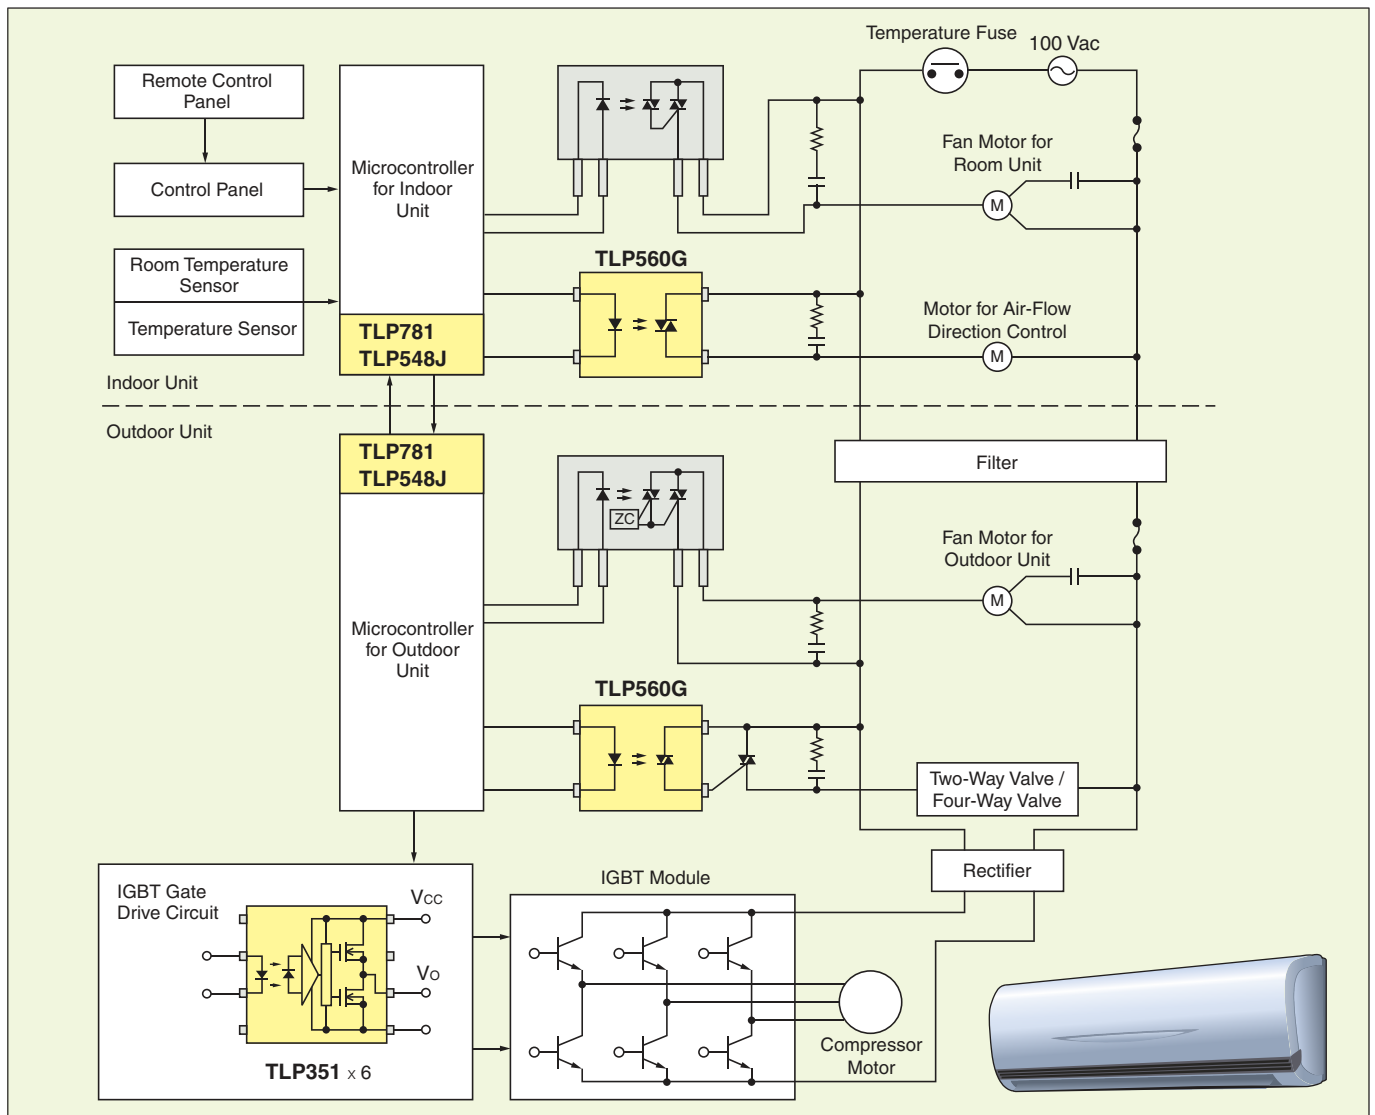 Temperature Fuse
100 Vac
Remote Control
Panel
Control Panel
Microcontroller
for Indoor
Unit
Fan Motor for
Room Unit
M
Room Temperature
Sensor
Temperature Sensor
TLP560G
Motor for Air-Flow
Direction Control
M
TLP781
TLP548J
Indoor Unit
Outdoor Unit
TLP781
TLP548J
Filter
ZC
Fan Motor for
Outdoor Unit
M
Microcontroller
for Outdoor
Unit
TLP560G
Two-Way Valve /
Four-Way Valve
Rectifier
IGBT Gate
Drive Circuit
VCC
VO
TLP351 x 6
IGBT Module
Compressor
Motor